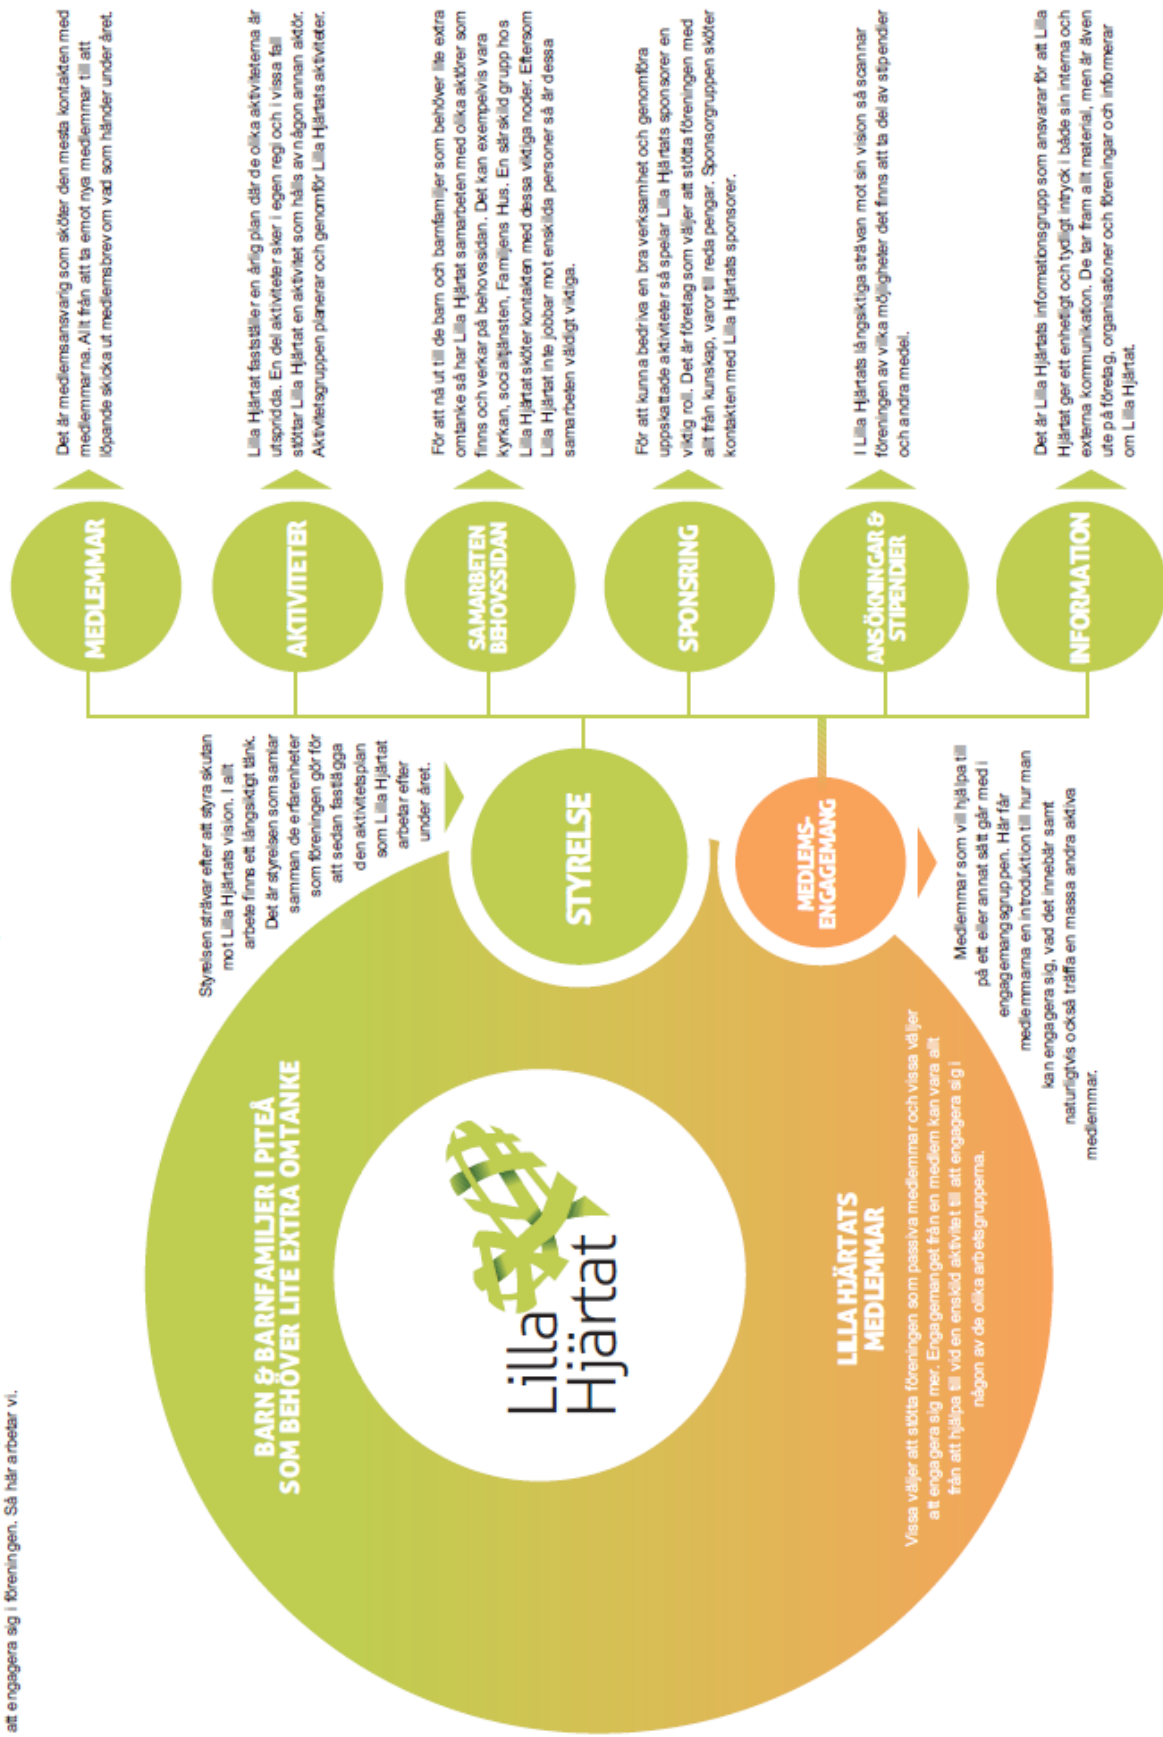 att engagera sig i föreningen. Så här arbetar vi.
BARN & BARNFAMILJER I PITEÅ
SOM BEHÖVER LITE EXTRA OMTANKE
Lilla
Hjärtat
LILLA HJÄRTATS
MEDLEMMAR
Vissa väljer att stötta föreningen som passiva medlemmar och vissa väljer
att engagera sig mer. Engagemanget från en medlem kan vara allt
från att hjälpa till vid en enskild aktivitet till att engagera sig i
någon av de olika arbetsgrupperna.
Styrelsen strävar efter att styra skutan
mot Lilla Hjärtats vision. I allt
arbete finns ett långsiktigt tänk.
Det är styrelsen som samlar
samman de erfarenheter
som föreningen gör för
att sedan fastlägga
den aktivitetsplan
som Lilla Hjärtat
arbetar efter
under året.
STYRELSE
MEDLEMS-
ENGAGEMANG
Medlemmar som vill hjälpa till
på ett eller annat sätt går med i
engagemangsgruppen. Här får
medlemmarna en introduktion till hur man
kan engagera sig, vad det innebär samt
naturligtvis också träffa en massa andra aktiva
medlemmar.
MEDLEMMAR
Det är medlemsansvarig som sköter den mesta kontakten med
medlemmarna. Allt från att ta emot nya medlemmar till att
löpande skicka ut medlemsbrev om vad som händer under året.
AKTIVITETER
Lilla Hjärtat fastställer en årlig plan där de olika aktiviteterna är
utspridda. En del aktiviteter sker i egen regi och i vissa fall
stöttar Lilla Hjärtat en aktivitet som hålls av någon annan aktör.
Aktivitetsgruppen planerar och genomför Lilla Hjärtats aktiviteter.
SAMARBETEN
BEHOVSSIDAN
För att nå ut till de barn och barnfamiljer som behöver lite extra
omtanke så har Lilla Hjärtat samarbeten med olika aktörer som
finns och verkar på behovssidan. Det kan exempelvis vara
kyrkan, socialtjänsten, Familjens Hus. En särskild grupp hos
Lilla Hjärtat sköter kontakten med dessa viktiga noder. Eftersom
Lilla Hjärtat inte jobbar mot enskilda personer så är dessa
samarbeten väldigt viktiga.
SPONSRING
För att kunna bedriva en bra verksamhet och genomföra
uppskattade aktiviteter så spelar Lilla Hjärtats sponsorer en
viktig roll. Det är företag som väljer att stötta föreningen med
allt från kunskap, varor till reda pengar. Sponsorgruppen sköter
kontakten med Lilla Hjärtats sponsorer.
ANSÖKNINGAR &
STIPENDIER
I Lilla Hjärtats långsiktiga strävan mot sin vision så scannar
föreningen av vilka möjligheter det finns att ta del av stipendier
och andra medel.
INFORMATION
Det är Lilla Hjärtats informationsgrupp som ansvarar för att Lilla
Hjärtat ger ett enhetligt och tydligt intryck i både sin interna och
externa kommunikation. De tar fram allt material, men är även
ute på företag, organisationer och föreningar och informerar
om Lilla Hjärtat.